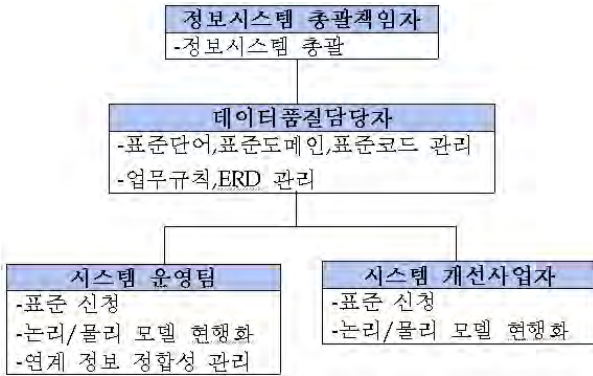 정보시스템 총괄책임자
-정보시스템 총괄
데이터품질담당자
-표준단어,표준도메인,표준코드 관리
-업무규칙,ERD 관리
시스템 운영팀
-표준 신청
-논리/물리 모델 현행화
-연계 정보 정합성 관리
시스템 개선사업자
-표준 신청
-논리/물리 모델 현행화